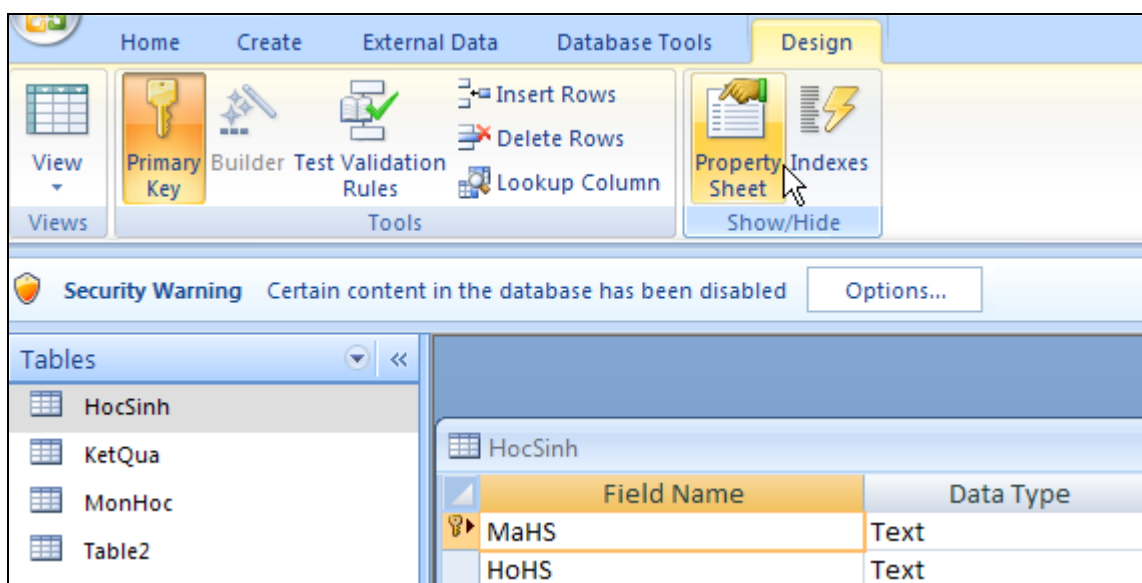 Home Create External Data Database Tools Design
View
Primary Key
Builder
Test Validation Rules
Insert Rows
Delete Rows
Lookup Column
Property Sheet
Indexes
Views Tools Show/Hide
Security Warning Certain content in the database has been disabled Options...
Tables
HocSinh
KetQua
MonHoc
Table2
HocSinh
Field Name Data Type
MaHS Text
HoHS Text